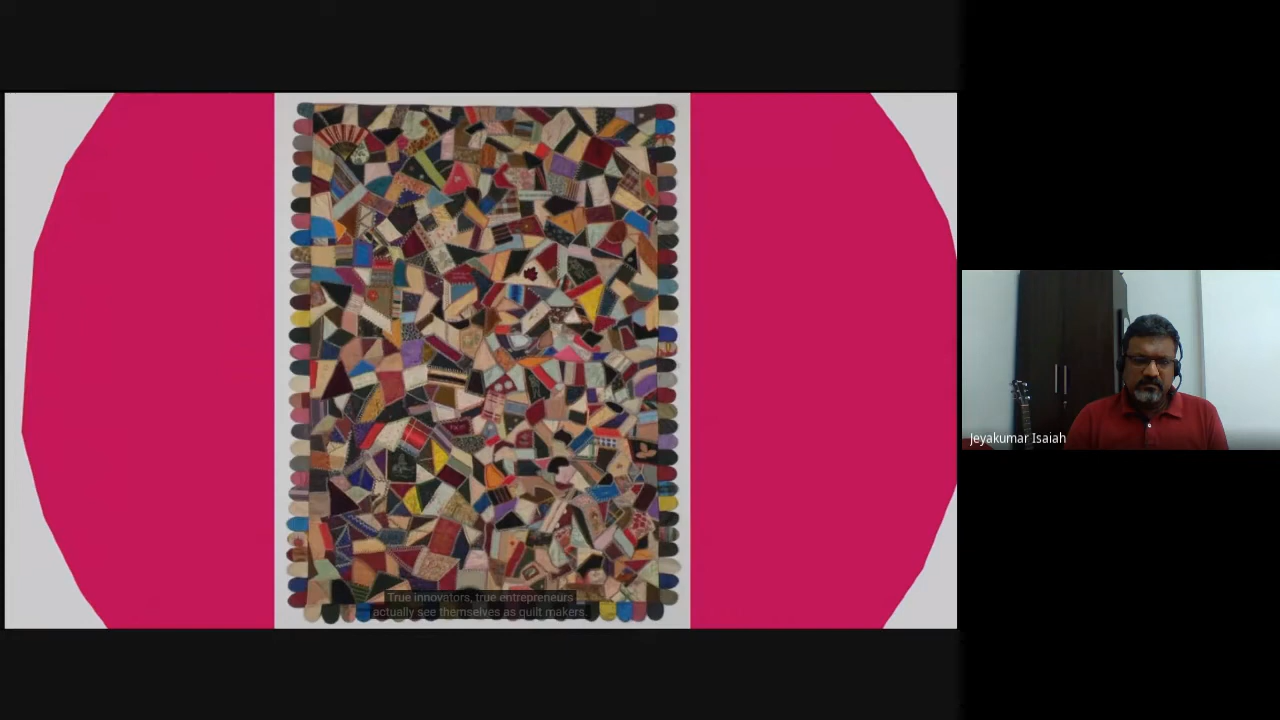 True innovators, true entrepreneurs
actually see themselves as quilt makers.
Jeyakumar Isaiah